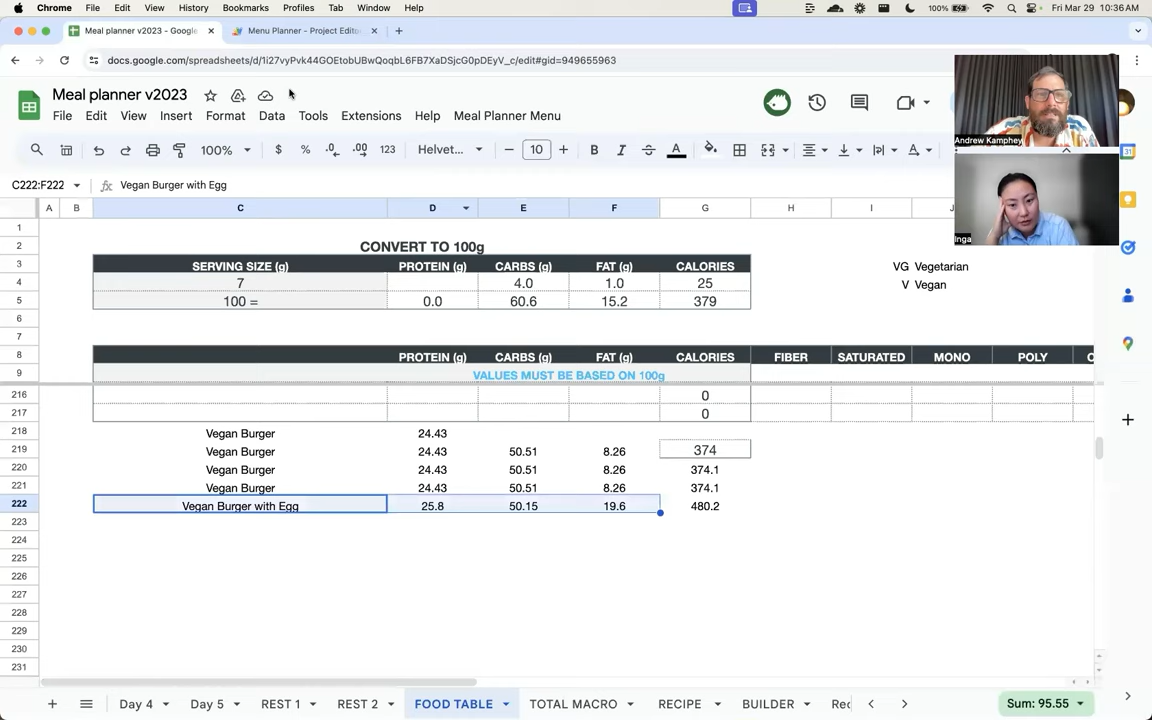 Chrome File Edit View History Bookmarks Profiles Tab Window Help 100% Fri Mar 29 10:36 AM
Meal planner v2023 - Google Menu Planner - Project Edito
docs.google.com/spreadsheets/d/1i27vyPvk44GOEtobUBwQoqbL6FB7XaDSjcG0pDEyV_c/edit#gid=949655963
Meal planner v2023
File Edit View Insert Format Data Tools Extensions Help Meal Planner Menu
100% $ % .0 .00 123 Helvet... 10 B I A
C222:F222 fx Vegan Burger with Egg
A B C D E F G H I J
1
2 CONVERT TO 100g
3 SERVING SIZE (g) PROTEIN (g) CARBS (g) FAT (g) CALORIES VG Vegetarian
4 7 4.0 1.0 25 V Vegan
5 100 = 0.0 60.6 15.2 379
6
7
8 PROTEIN (g) CARBS (g) FAT (g) CALORIES FIBER SATURATED MONO POLY
9 VALUES MUST BE BASED ON 100g
216 0
217 0
218 Vegan Burger 24.43
219 Vegan Burger 24.43 50.51 8.26 374
220 Vegan Burger 24.43 50.51 8.26 374.1
221 Vegan Burger 24.43 50.51 8.26 374.1
222 Vegan Burger with Egg 25.8 50.15 19.6 480.2
223
224
225
226
227
228
229
230
231
Day 4 Day 5 REST 1 REST 2 FOOD TABLE TOTAL MACRO RECIPE BUILDER Rec Sum: 95.55
Andrew Kamphey
Inga
31